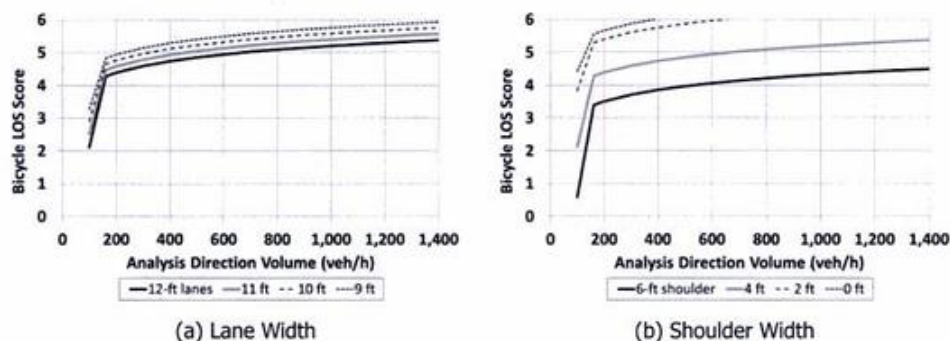 6
5
4
3
2
1
0
Bicycle LOS Score
0 200 400 600 800 1,000 1,200 1,400
Analysis Direction Volume (veh/h)
12-ft lanes 11 ft 10 ft 9 ft
(a) Lane Width
6
5
4
3
2
1
0
Bicycle LOS Score
0 200 400 600 800 1,000 1,200 1,400
Analysis Direction Volume (veh/h)
6-ft shoulder 4 ft 2 ft 0 ft
(b) Shoulder Width